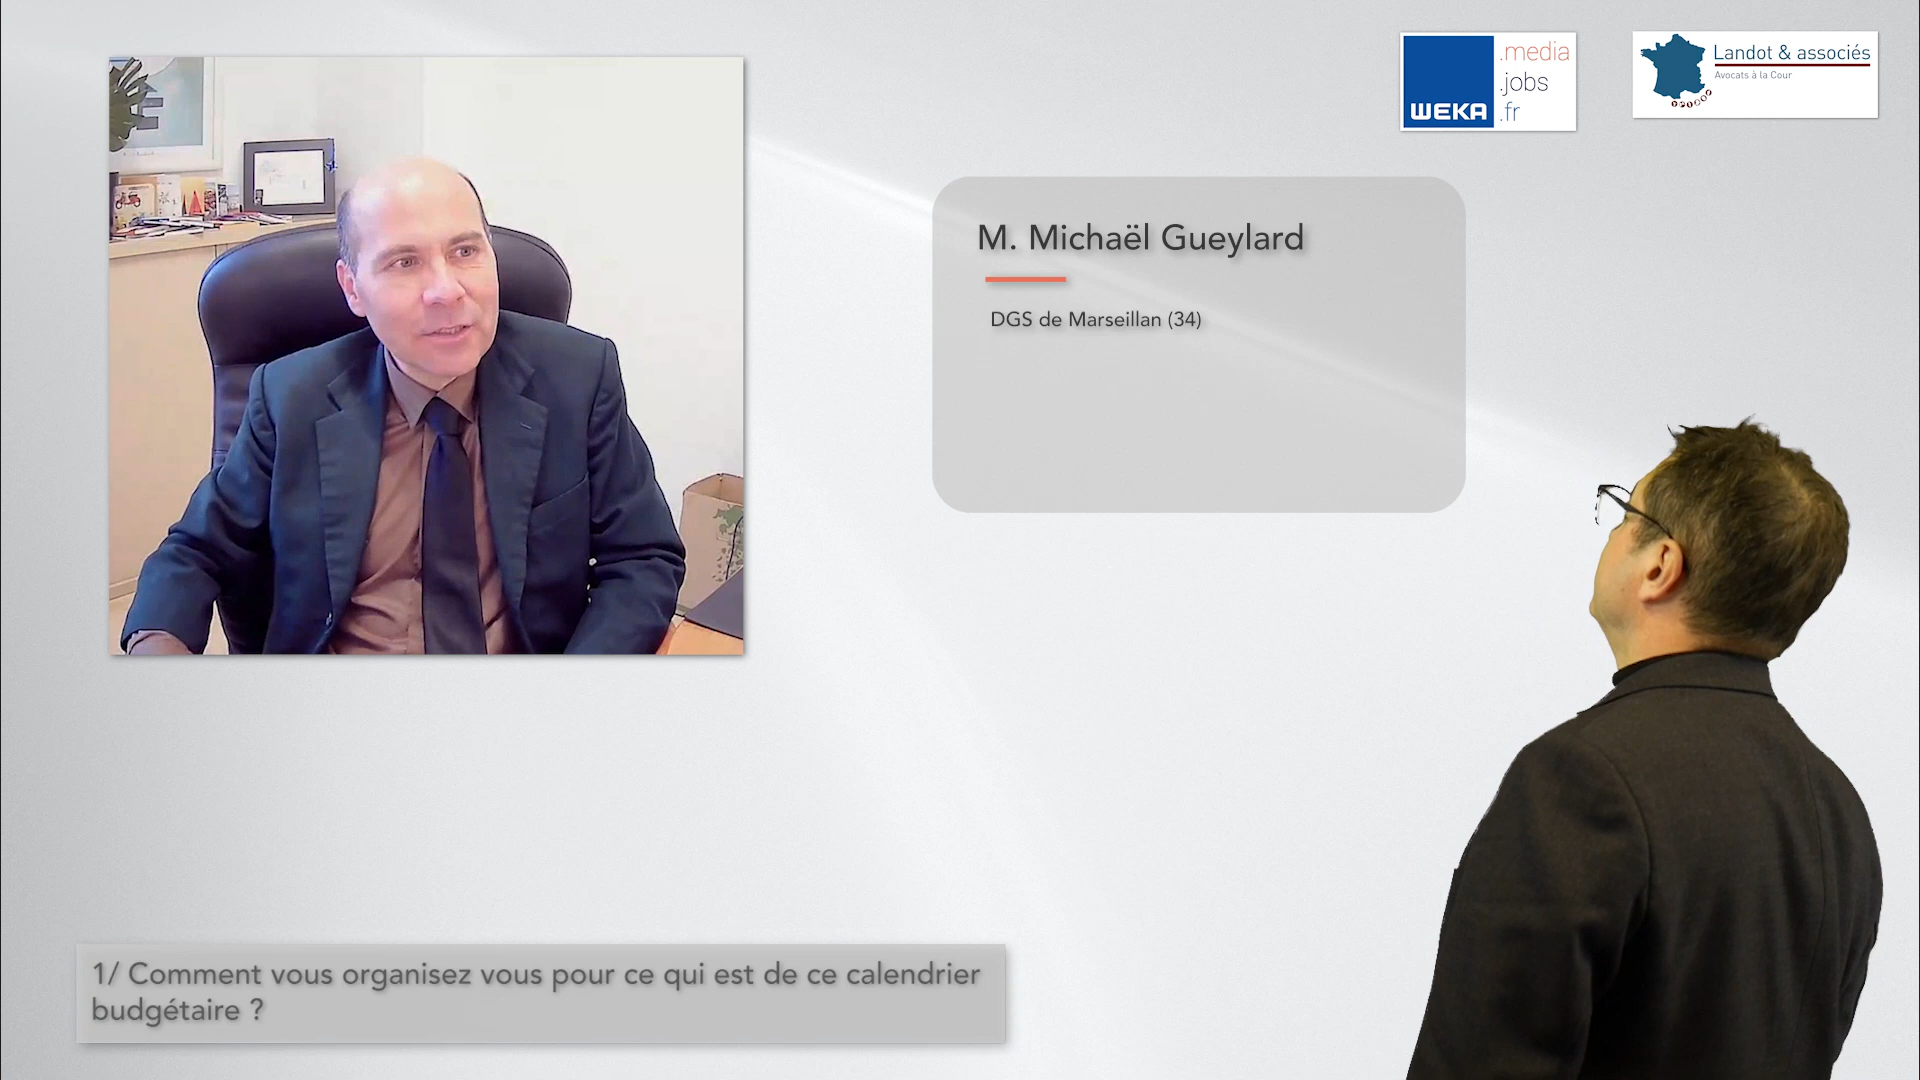 .media
.jobs
.fr
WEKA
Landot & associés
Avocats à la Cour
M. Michaël Gueylard
DGS de Marseillan (34)
1/ Comment vous organisez vous pour ce qui est de ce calendrier
budgétaire ?